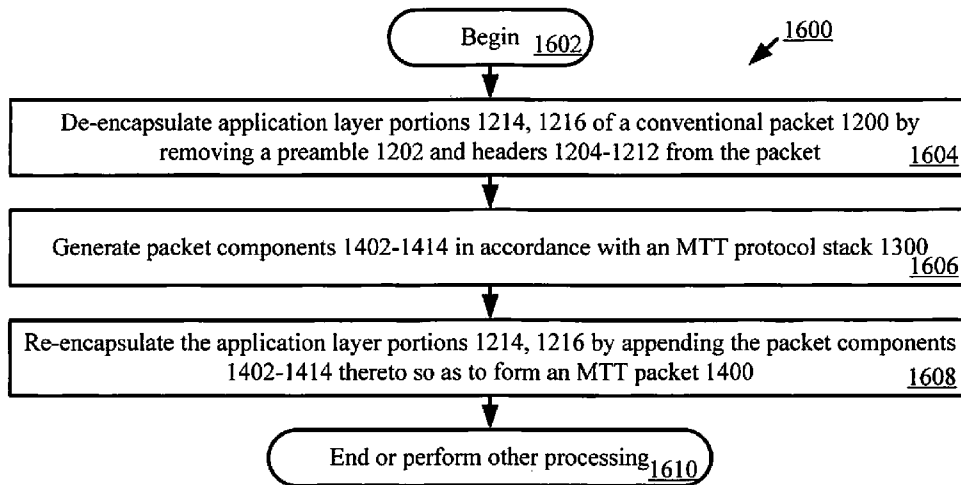 Begin 1602
1600
De-encapsulate application layer portions 1214, 1216 of a conventional packet 1200 by
removing a preamble 1202 and headers 1204-1212 from the packet
1604
Generate packet components 1402-1414 in accordance with an MTT protocol stack 1300
1606
Re-encapsulate the application layer portions 1214, 1216 by appending the packet components
1402-1414 thereto so as to form an MTT packet 1400
1608
End or perform other processing
1610